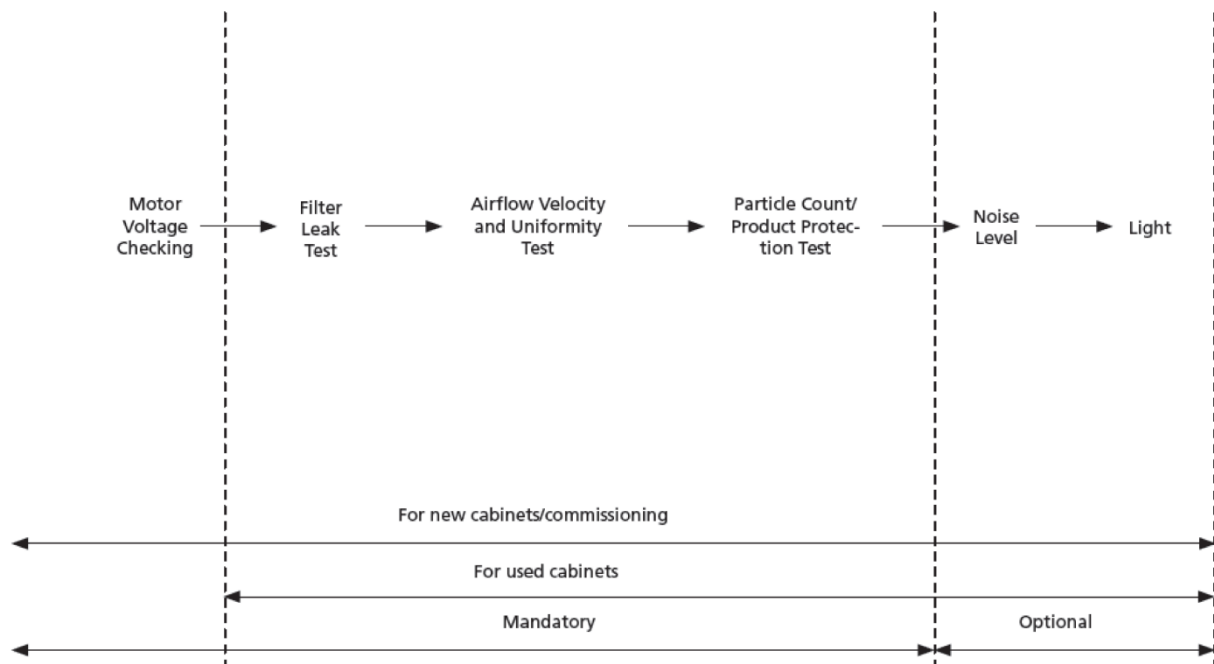 Motor
Voltage
Checking
Filter
Leak
Test
Airflow Velocity
and Uniformity
Test
Particle Count/
Product Protec-
tion Test
Noise
Level
Light
For new cabinets/commissioning
For used cabinets
Mandatory
Optional